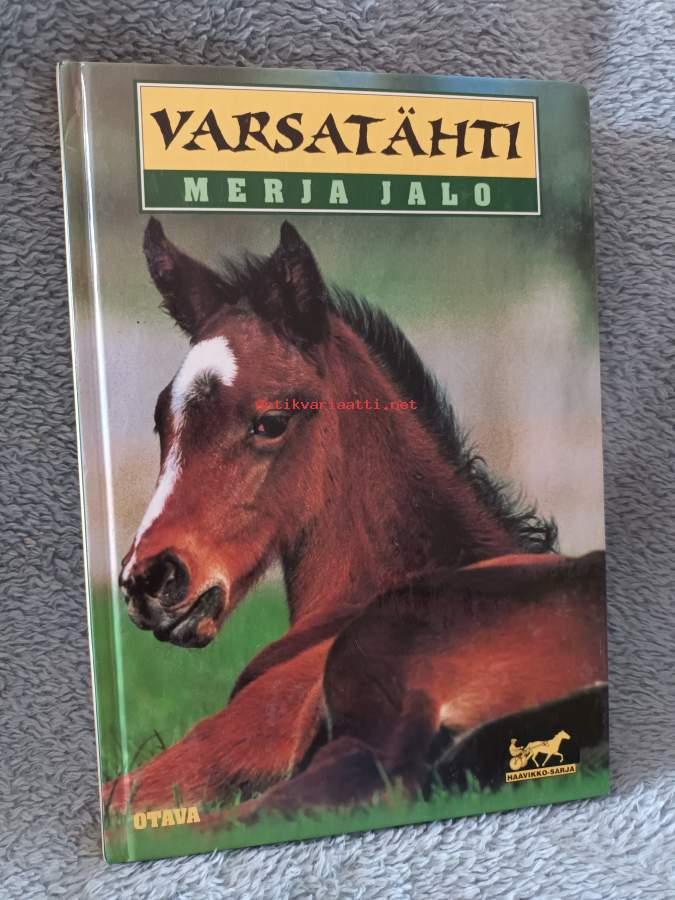 VARSATÄHTI
MERJA JALO
antikvariaatti.net
HAAVIKKO-SARJA
OTAVA